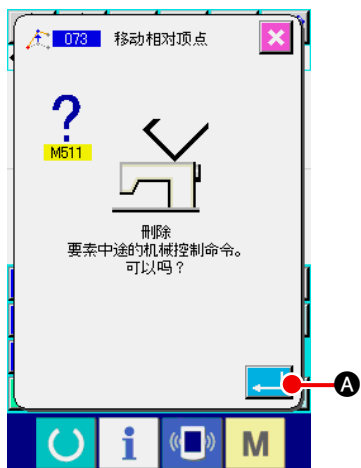 073 移动相对顶点
?
M511
删除
要素中途的机械控制命令。
可以吗？
A
i M